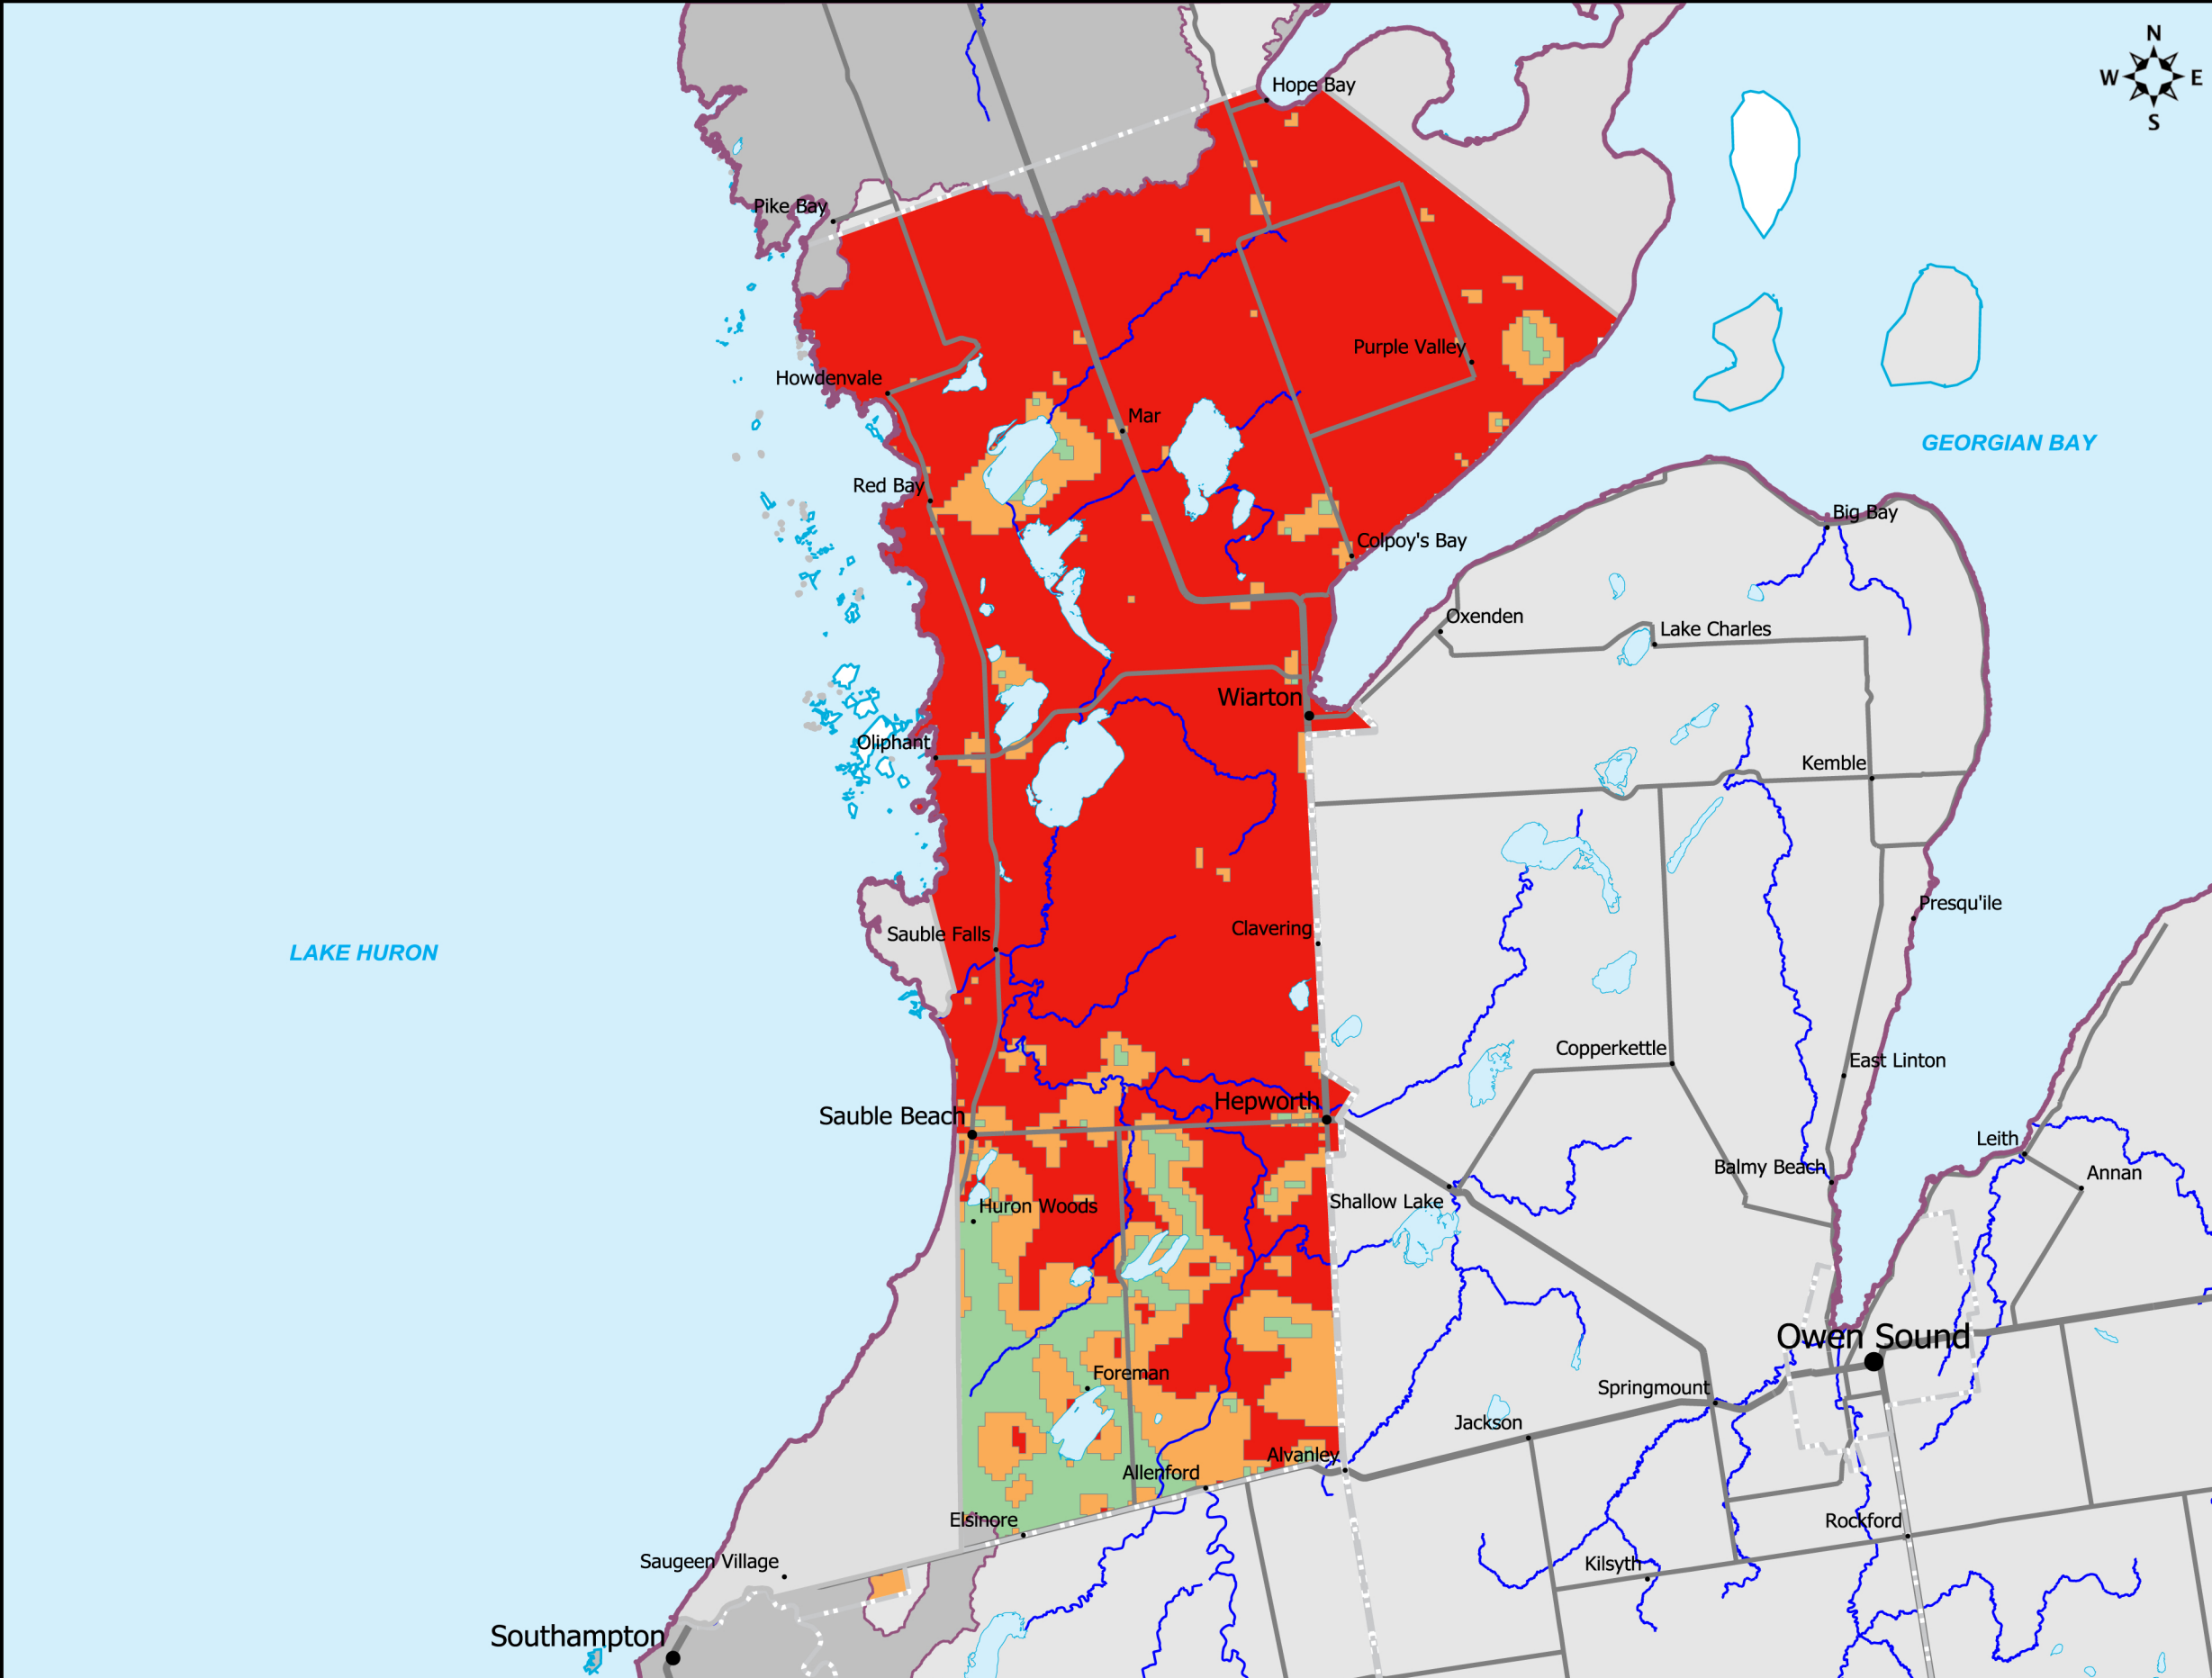 N
W E
S
Hope Bay
Pike Bay
Purple Valley
Howdenvale
Mar
GEORGIAN BAY
Red Bay
Big Bay
Colpoy's Bay
Oxenden
Lake Charles
Wiarton
Oliphant
Kemble
Presqu'ile
Clavering
Sauble Falls
LAKE HURON
Copperkettle
East Linton
Hepworth
Sauble Beach
Leith
Balmy Beach
Annan
Shallow Lake
Huron Woods
Owen Sound
Foreman
Springmount
Jackson
Alvanley
Allenford
Elsinore
Rockford
Saugeen Village
Kilsyth
Southampton